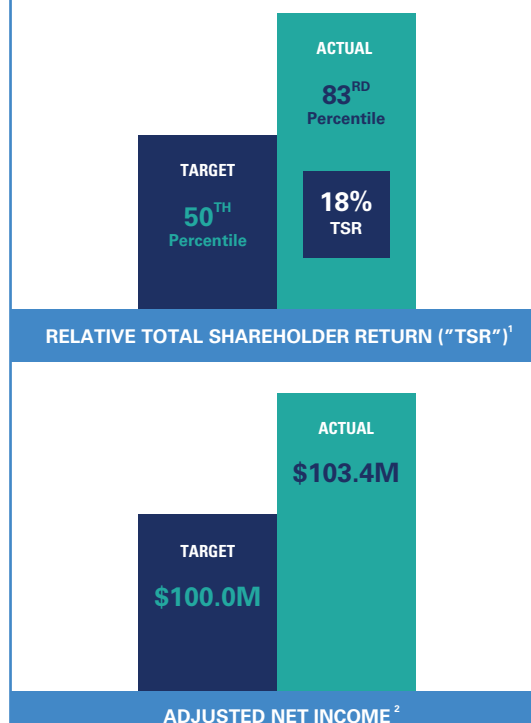 ACTUAL
83RD
Percentile
TARGET
50TH
Percentile
18%
TSR
RELATIVE TOTAL SHAREHOLDER RETURN ("TSR")1
ACTUAL
$103.4M
TARGET
$100.0M
ADJUSTED NET INCOME 2